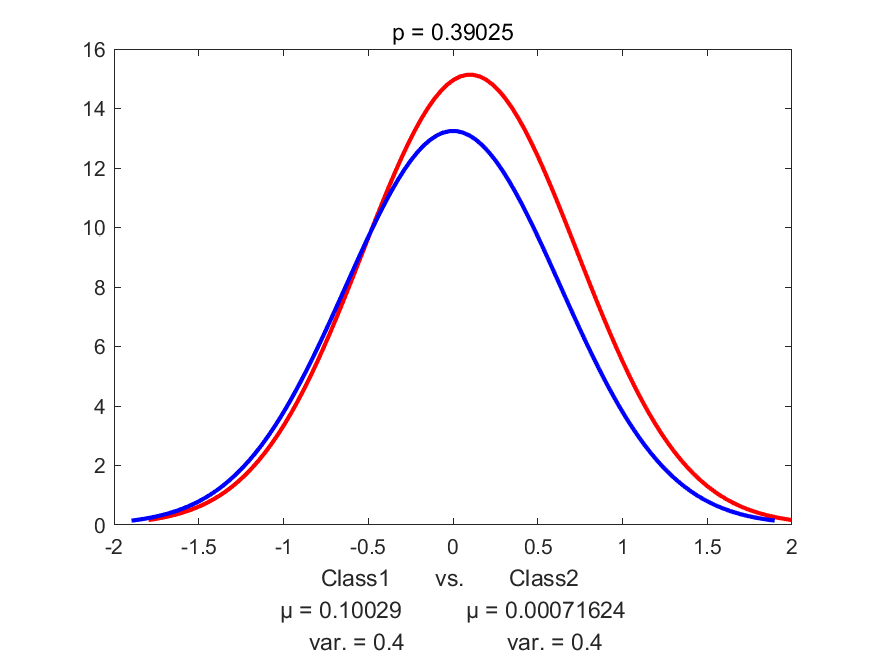 p = 0.39025
16
14
12
10
8
6
4
2
0
-2 -1.5 -1 -0.5 0 0.5 1 1.5 2
Class1 vs. Class2
μ = 0.10029 μ = 0.00071624
var. = 0.4 var. = 0.4